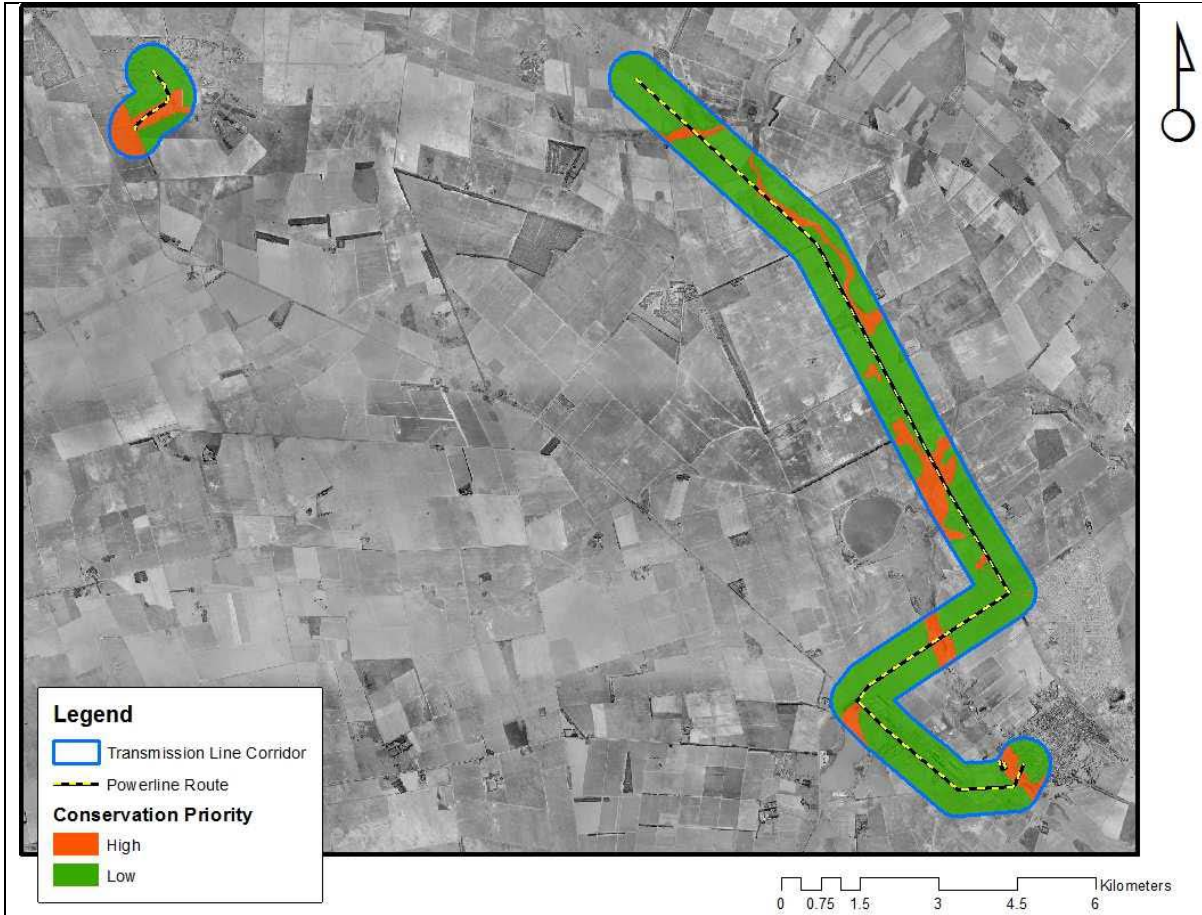 Legend
Transmission Line Corridor
Powerline Route
Conservation Priority
High
Low
Kilometers
0 0.75 1.5 3 4.5 6